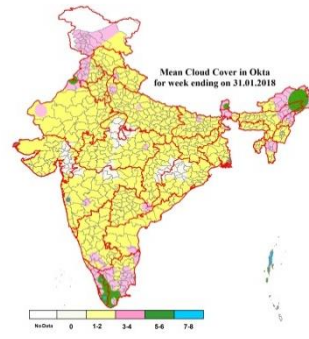 Mean Cloud Cover in Okta
for week ending on 31.01.2018
No Data 0 1-2 3-4 5-6 7-8